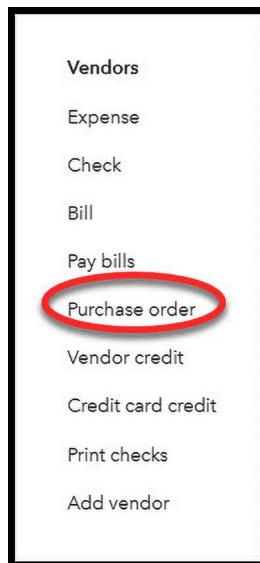 Vendors
Expense
Check
Bill
Pay bills
Purchase order
Vendor credit
Credit card credit
Print checks
Add vendor